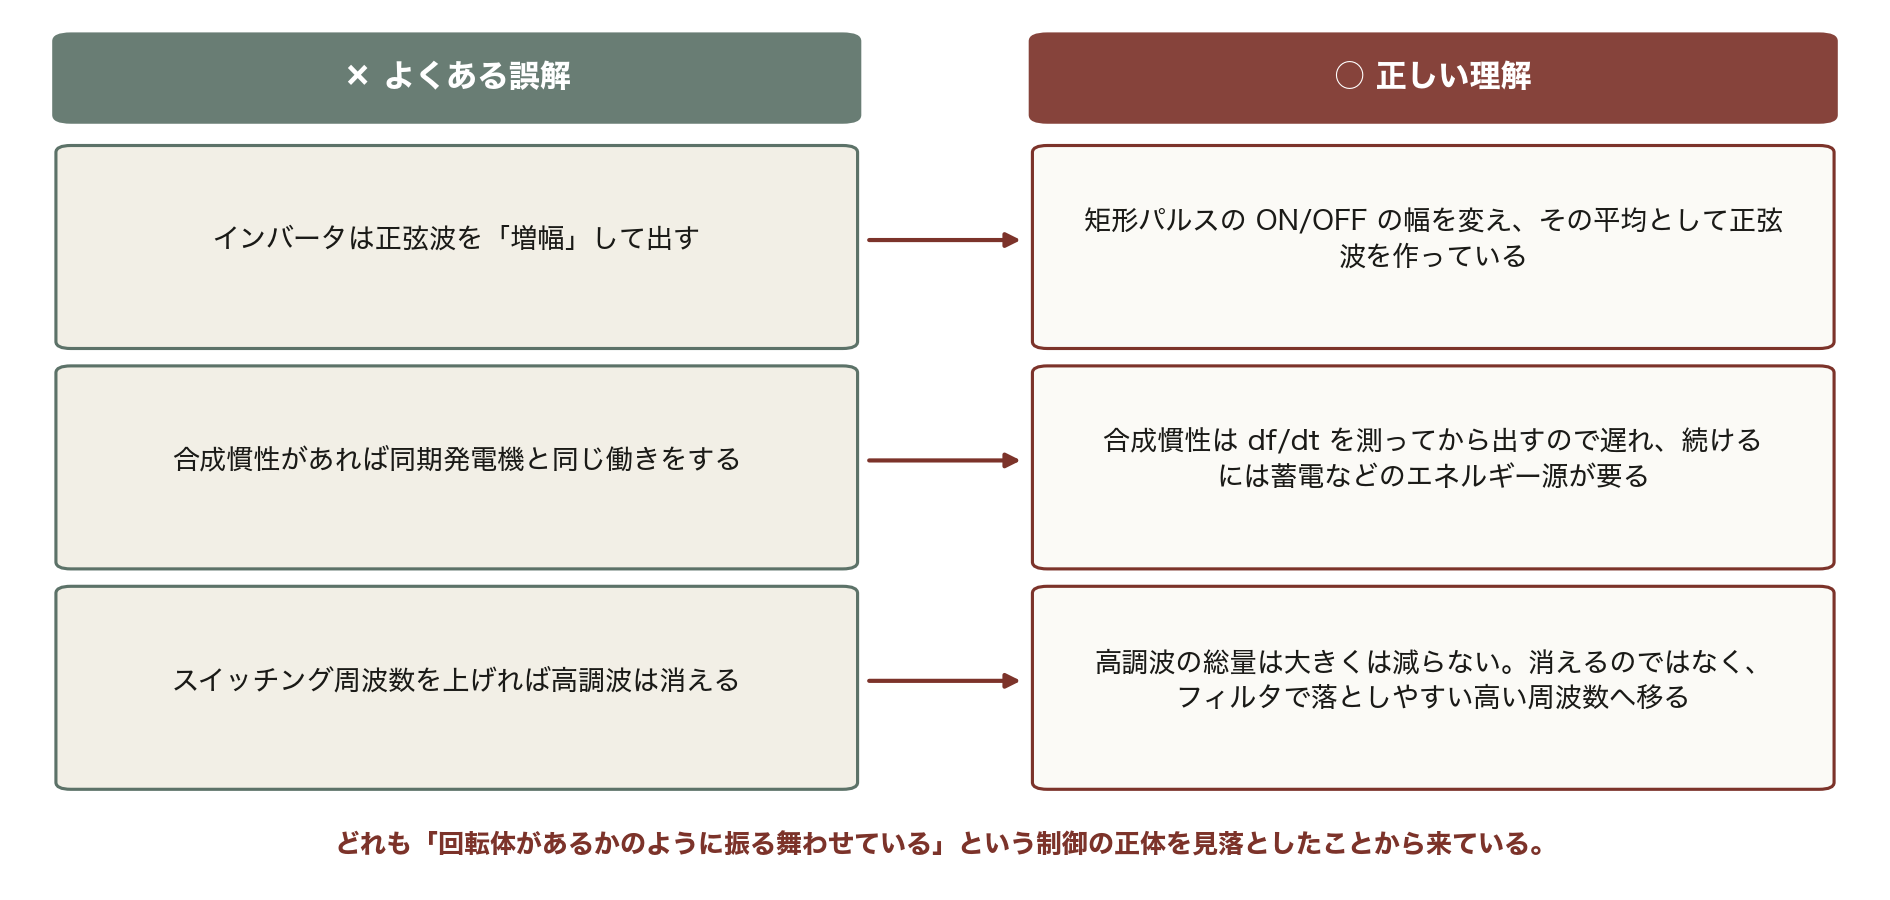 × よくある誤解
○ 正しい理解
インバータは正弦波を「増幅」して出す
矩形パルスの ON/OFF の幅を変え、その平均として正弦
波を作っている
合成慣性があれば同期発電機と同じ働きをする
合成慣性は df/dt を測ってから出すので遅れ、続ける
には蓄電などのエネルギー源が要る
スイッチング周波数を上げれば高調波は消える
高調波の総量は大きくは減らない。消えるのではなく、
フィルタで落としやすい高い周波数へ移る
どれも「回転体があるかのように振る舞わせている」という制御の正体を見落としたことから来ている。